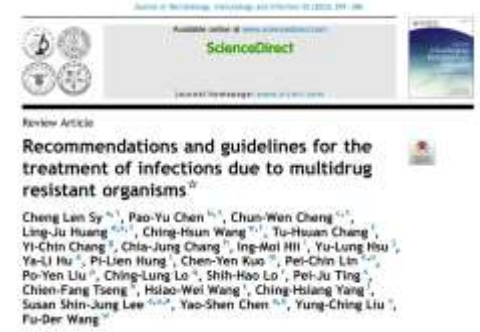 Available online at www.sciencedirect.com
ScienceDirect
journal homepage:
Review Article
Recommendations and guidelines for the
treatment of infections due to multidrug
resistant organisms☆
Cheng Len Sy, Pao-Yu Chen, Chun-Wen Cheng,
Ling-Ju Huang, Ching-Hsun Wang, Tu-Hsuan Chang,
Yi-Chin Chang, Chia-Jung Chang, Ing-Moi Hii, Yu-Lung Hsu,
Ya-Li Hu, Pi-Lien Hung, Chen-Yen Kuo, Pei-Chin Lin,
Po-Yen Liu, Ching-Lung Lo, Shih-Hao Lo, Pei-Ju Ting,
Chien-Fang Tseng, Hsiao-Wei Wang, Ching-Hsiang Yang,
Susan Shin-Jung Lee, Yao-Shen Chen, Yung-Ching Liu,
Fu-Der Wang